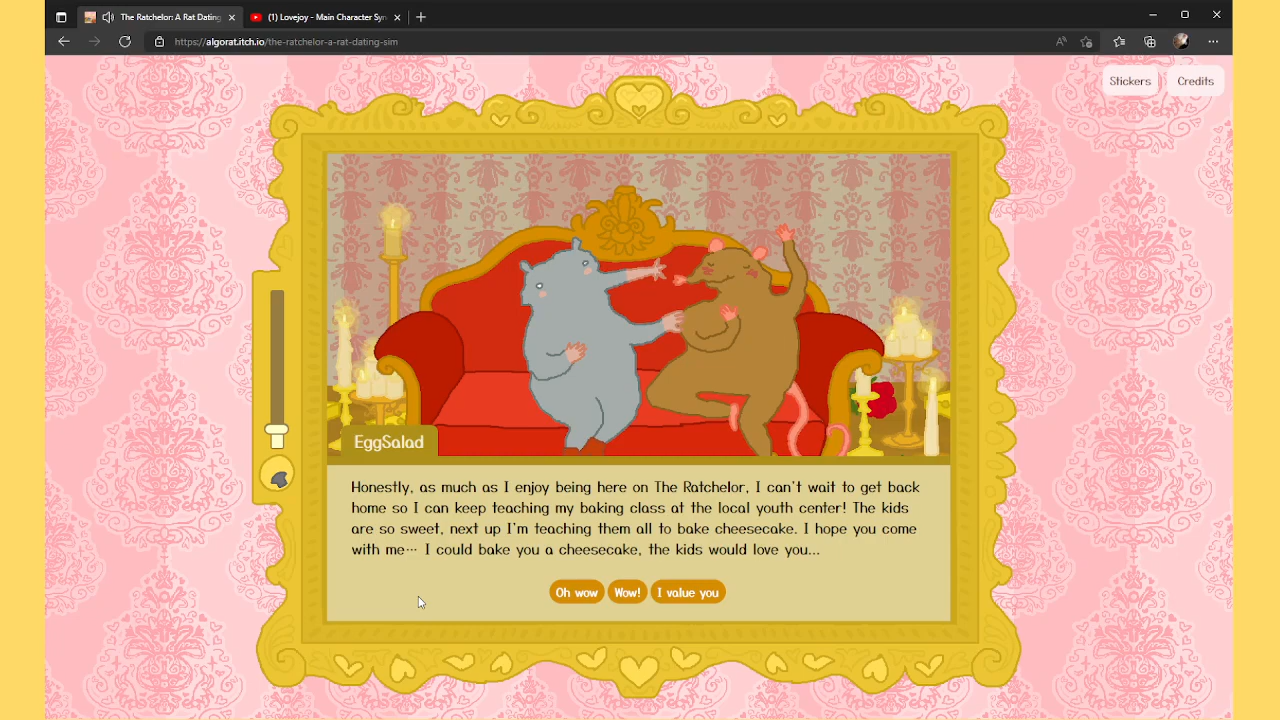 The Ratchelor: A Rat Dating
(1) Lovejoy - Main Character Syn
https://algorat.itch.io/the-ratchelor-a-rat-dating-sim
Stickers
Credits
EggSalad
Honestly, as much as I enjoy being here on The Ratchelor, I can't wait to get back
home so I can keep teaching my baking class at the local youth center! The kids
are so sweet, next up I'm teaching them all to bake cheesecake. I hope you come
with me… I could bake you a cheesecake, the kids would love you...
Oh wow
Wow!
I value you